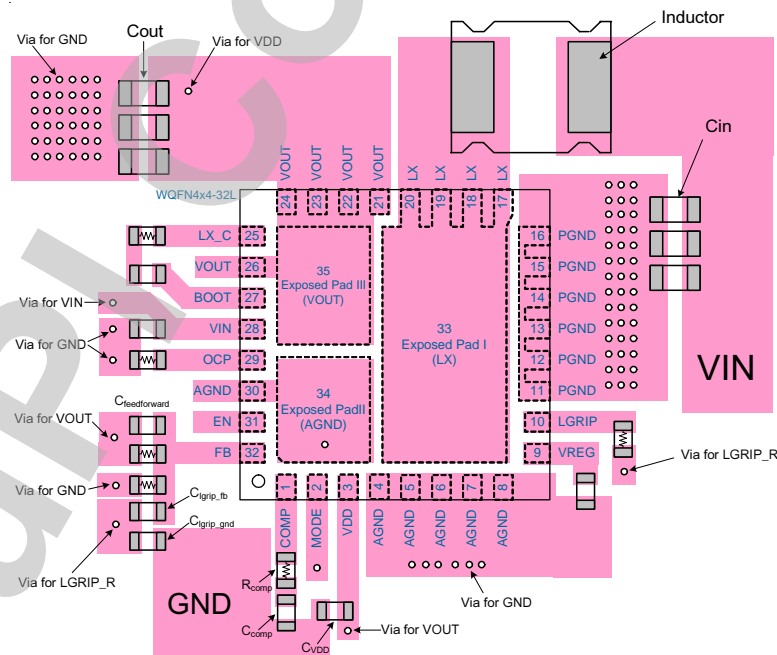 Inductor
Via for GND
Cout
Via for VDD
Cin
VOUT
VOUT
VOUT
VOUT
LX
LX
LX
LX
WQFN4x4-32L
24
23
22
21
20
19
18
17
LX_C 25
VOUT 26
BOOT 27
VIN 28
OCP 29
AGND 30
EN 31
FB 32
35
Exposed Pad III
(VOUT)
34
Exposed PadII
(AGND)
33
Exposed Pad I
(LX)
16 PGND
15 PGND
14 PGND
13 PGND
12 PGND
11 PGND
10 LGRIP
9 VREG
VIN
Via for VIN
Via for GND
Cfeedforward
Via for VOUT
Via for GND
Clgrip_fb
Clgrip_gnd
Via for LGRIP_R
Via for LGRIP_R
1
2
3
4
5
6
7
8
COMP
MODE
VDD
AGND
AGND
AGND
AGND
AGND
GND
Rcomp
Ccomp
CVDD
Via for GND
Via for VOUT